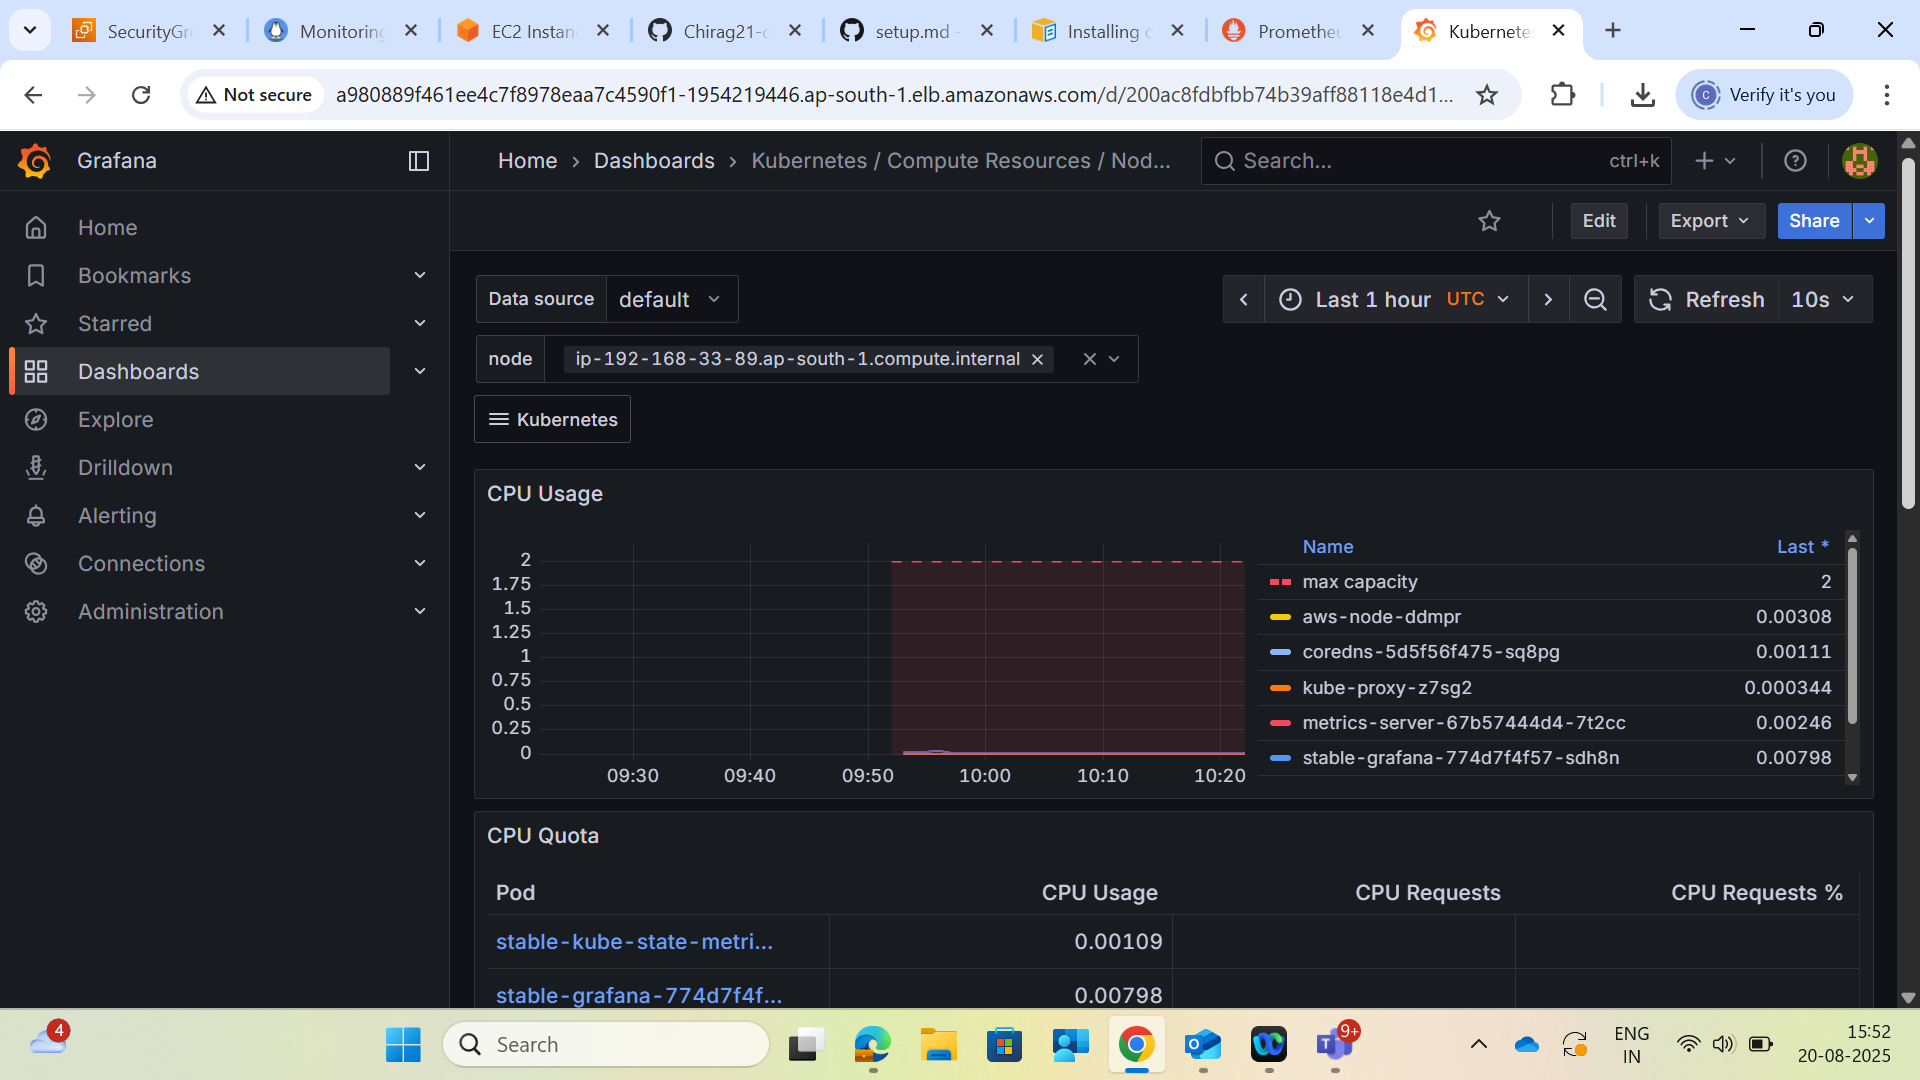 SecurityGro
Monitoring
EC2 Instan
Chirag21-c
setup.md -
Installing c
Prometheu
Kubernete
Not secure
a980889f461ee4c7f8978eaa7c4590f1-1954219446.ap-south-1.elb.amazonaws.com/d/200ac8fdbfbb74b39aff88118e4d1...
C
Verify it's you
Grafana
Home › Dashboards › Kubernetes / Compute Resources / Nod...
Search...
ctrl+k
Home
Bookmarks
Starred
Dashboards
Explore
Drilldown
Alerting
Connections
Administration
Edit
Export
Share
Data source
default
Last 1 hour UTC
Refresh
10s
node
ip-192-168-33-89.ap-south-1.compute.internal
Kubernetes
CPU Usage
2
1.75
1.5
1.25
1
0.75
0.5
0.25
0
09:30 09:40 09:50 10:00 10:10 10:20
Name Last *
max capacity 2
aws-node-ddmpr 0.00308
coredns-5d5f56f475-sq8pg 0.00111
kube-proxy-z7sg2 0.000344
metrics-server-67b57444d4-7t2cc 0.00246
stable-grafana-774d7f4f57-sdh8n 0.00798
CPU Quota
Pod CPU Usage CPU Requests CPU Requests %
stable-kube-state-metri... 0.00109
stable-grafana-774d7f4f... 0.00798
4
Search
9+
ENG
IN
15:52
20-08-2025